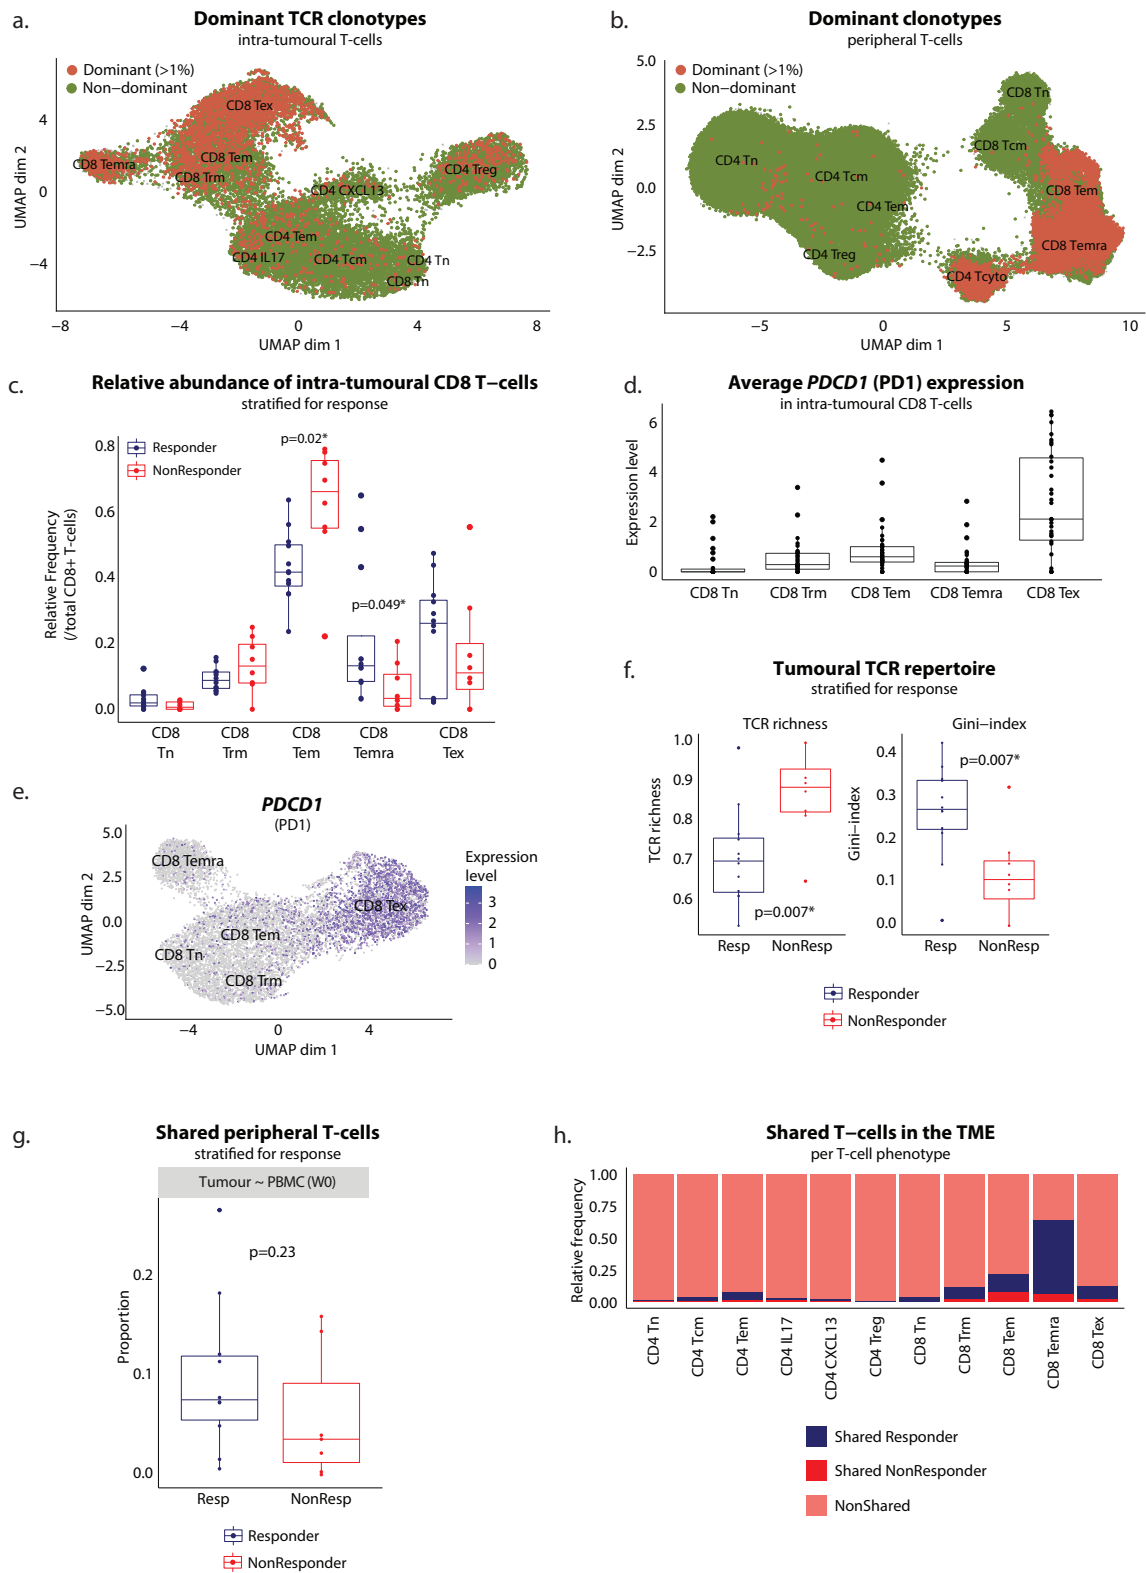 a.
Dominant TCR clonotypes
intra-tumoural T-cells
Dominant (>1%)
Non−dominant
CD8 Tex
CD8 Temra
CD8 Tem
CD8 Trm
CD4 CXCL13
CD4 Treg
CD4 Tem
CD4 IL17
CD4 Tcm
CD4 Tn
CD8 Tn
UMAP dim 2
4
0
−4
−8
−4
0
4
8
UMAP dim 1
b.
Dominant clonotypes
peripheral T-cells
Dominant (>1%)
Non−dominant
CD8 Tn
CD8 Tcm
CD4 Tn
CD4 Tcm
CD8 Tem
CD4 Tem
CD8 Temra
CD4 Treg
CD4 Tcyto
UMAP dim 2
5.0
2.5
0.0
−2.5
−5
0
5
10
UMAP dim 1
c.
Relative abundance of intra-tumoural CD8 T−cells
stratified for response
Responder
NonResponder
p=0.02*
p=0.049*
Relative Frequency
(/total CD8+ T-cells)
0.8
0.6
0.4
0.2
0.0
CD8
Tn
CD8
Trm
CD8
Tem
CD8
Temra
CD8
Tex
d.
Average PDCD1 (PD1) expression
in intra-tumoural CD8 T-cells
Expression level
6
4
2
0
CD8 Tn
CD8 Trm
CD8 Tem
CD8 Temra
CD8 Tex
e.
PDCD1
(PD1)
UMAP dim 2
5.0
2.5
0.0
−2.5
−5.0
CD8 Temra
CD8 Tex
CD8 Tem
CD8 Tn
CD8 Trm
−4
0
4
UMAP dim 1
Expression
level
3
2
1
0
f.
Tumoural TCR repertoire
stratified for response
TCR richness
TCR richness
1.0
0.9
0.8
0.7
0.6
p=0.007*
Resp
NonResp
Gini−index
Gini−index
0.4
0.3
0.2
0.1
0.0
p=0.007*
Resp
NonResp
Responder
NonResponder
g.
Shared peripheral T-cells
stratified for response
Tumour ~ PBMC (W0)
p=0.23
Proportion
0.2
0.1
0.0
Resp
NonResp
Responder
NonResponder
h.
Shared T−cells in the TME
per T-cell phenotype
Relative frequency
1.00
0.75
0.50
0.25
0.00
CD4 Tn
CD4 Tcm
CD4 Tem
CD4 IL17
CD4 CXCL13
CD4 Treg
CD8 Tn
CD8 Trm
CD8 Tem
CD8 Temra
CD8 Tex
Shared Responder
Shared NonResponder
NonShared